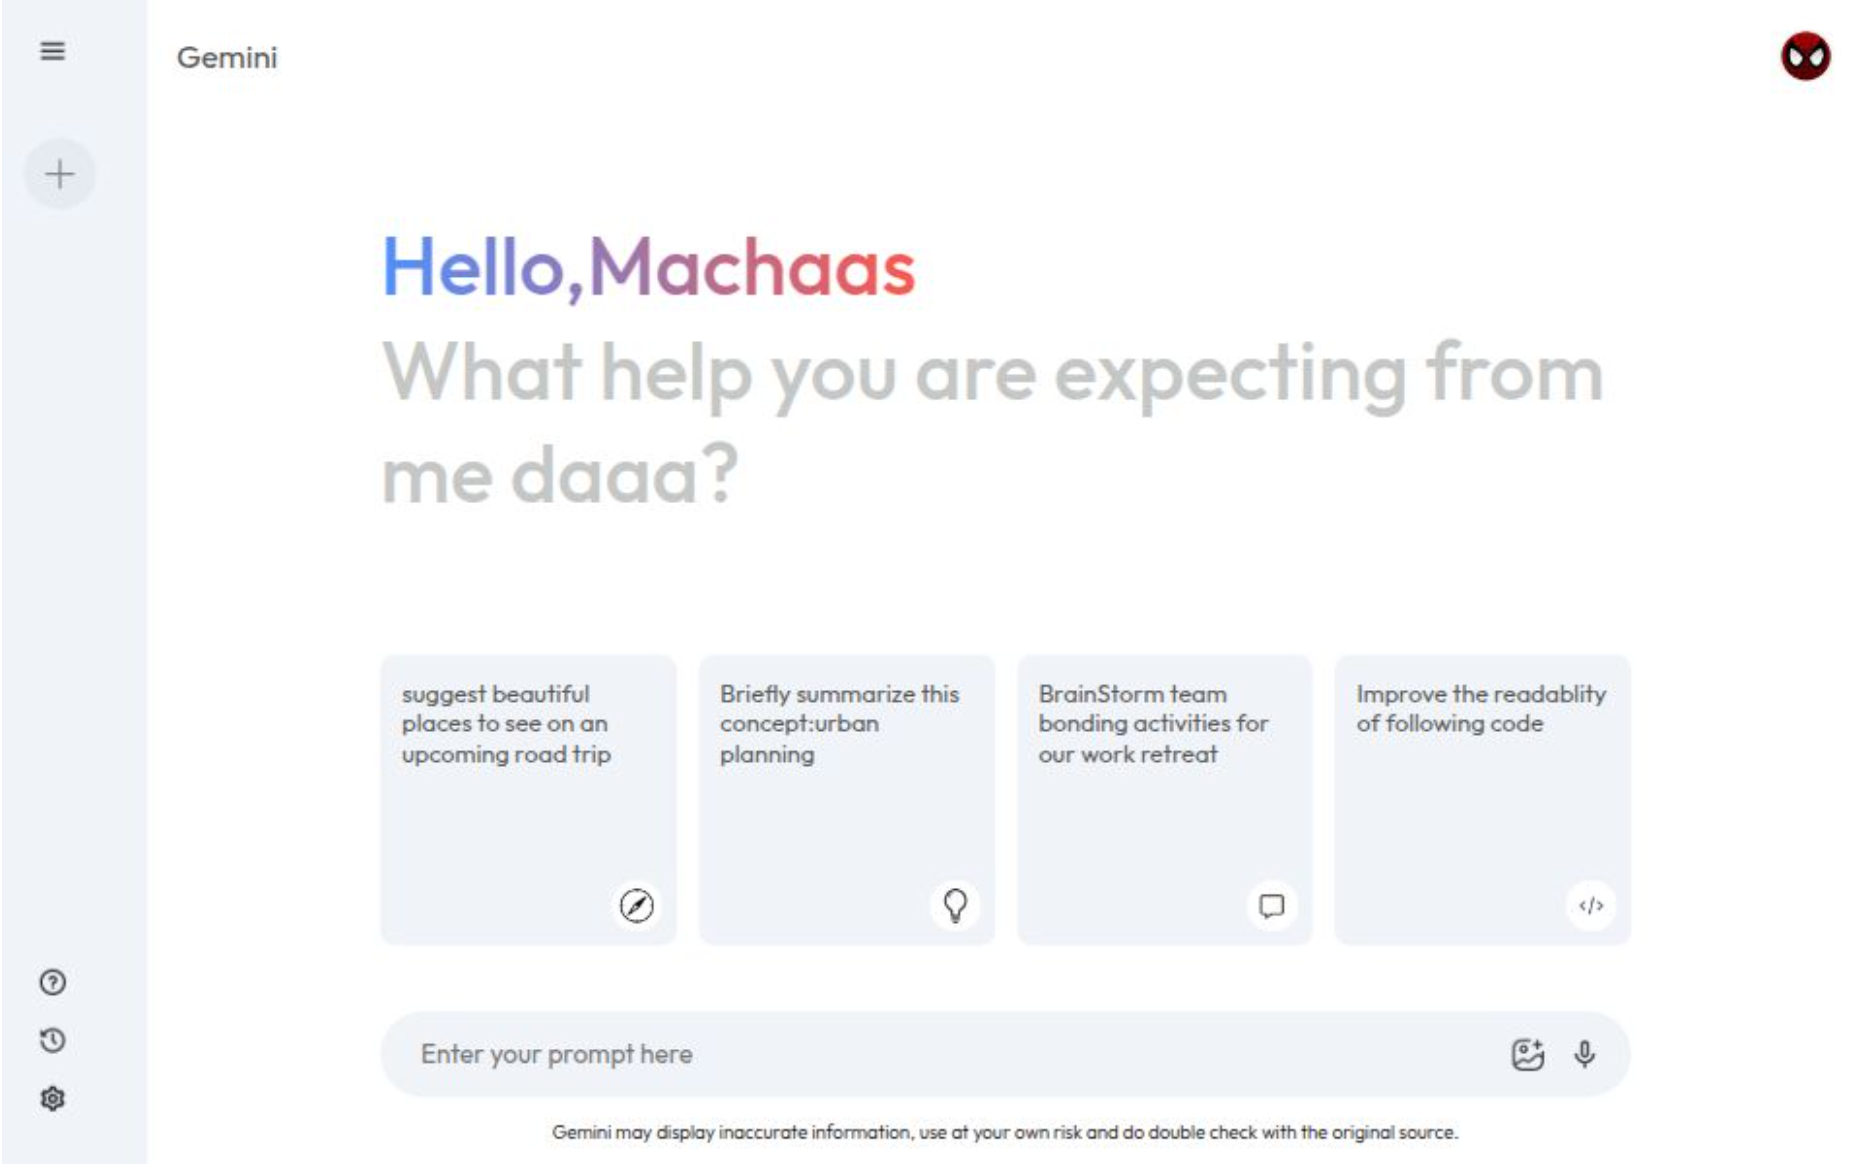 Gemini
Hello,Machaas
What help you are expecting from
me daaa?
suggest beautiful
places to see on an
upcoming road trip
Briefly summarize this
concept:urban
planning
BrainStorm team
bonding activities for
our work retreat
Improve the readablity
of following code
Enter your prompt here
Gemini may display inaccurate information, use at your own risk and do double check with the original source.